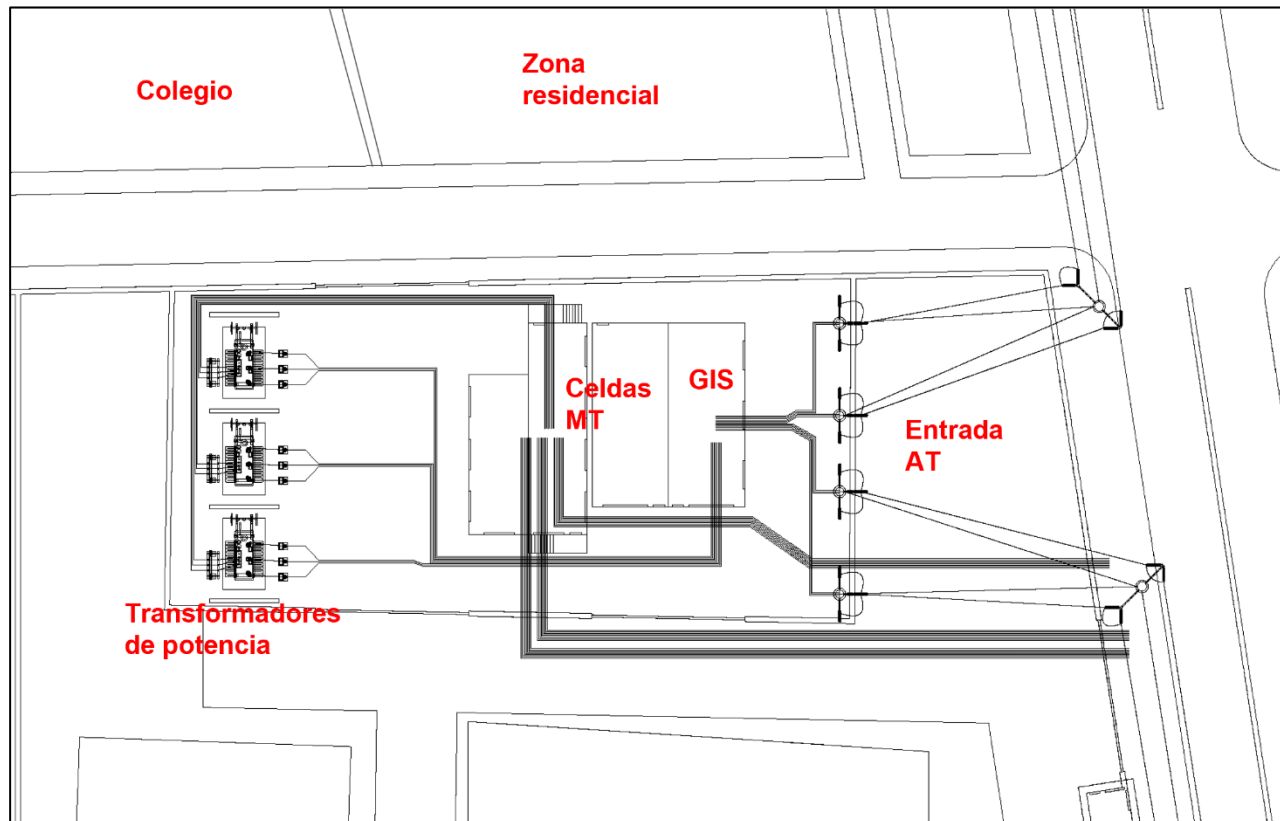 Colegio
Zona
residencial
Celdas
MT
GIS
Entrada
AT
Transformadores
de potencia